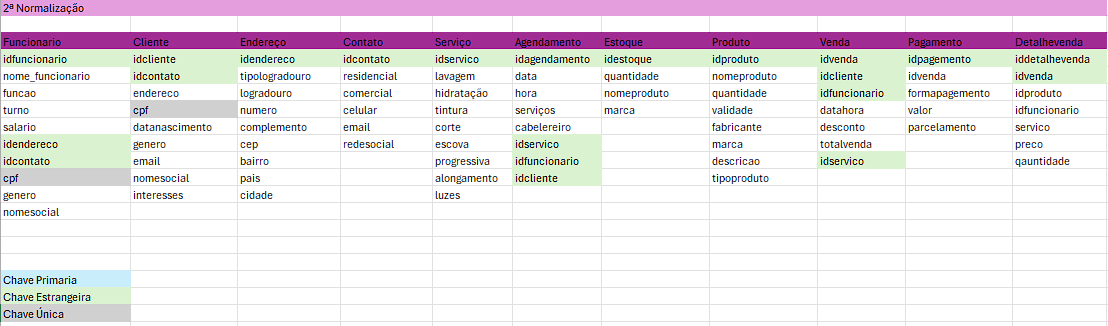 2ª Normalização
Funcionario Cliente Endereço Contato Serviço Agendamento Estoque Produto Venda Pagamento Detalhevenda
idfuncionario idcliente idendereco idcontato idservico idagendamento idestoque idproduto idvenda idpagemento iddetalhevenda
nome_funcionario idcontato tipologradouro residencial lavagem data quantidade nomeproduto idcliente idvenda idvenda
funcao endereco logradouro comercial hidratação hora nomeproduto quantidade idfuncionario formapagemento idproduto
turno cpf numero celular tintura serviços marca validade datahora valor idfuncionario
salario datanascimento complemento email corte cabelereiro fabricante desconto parcelamento servico
idendereco genero cep redesocial escova idservico marca totalvenda preco
idcontato email bairro progressiva idfuncionario descricao idservico qauntidade
cpf nomesocial pais alongamento idcliente tipoproduto
genero interesses cidade luzes
nomesocial
Chave Primaria
Chave Estrangeira
Chave Única